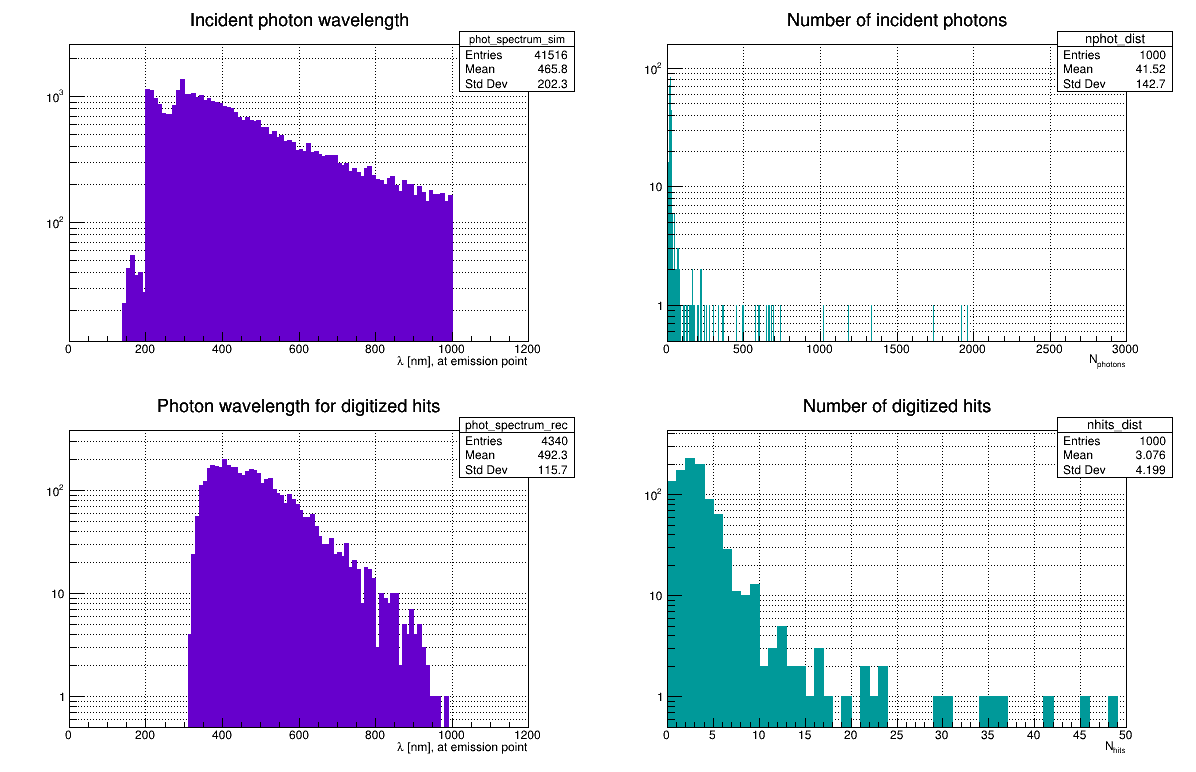 Incident photon wavelength
phot_spectrum_sim
Entries 41516
Mean 465.8
Std Dev 202.3
10³
10²
0 200 400 600 800 1000 1200
λ [nm], at emission point
Number of incident photons
nphot_dist
Entries 1000
Mean 41.52
Std Dev 142.7
10²
10
1
0 500 1000 1500 2000 2500 3000
N_photons
Photon wavelength for digitized hits
phot_spectrum_rec
Entries 4340
Mean 492.3
Std Dev 115.7
10²
10
1
0 200 400 600 800 1000 1200
λ [nm], at emission point
Number of digitized hits
nhits_dist
Entries 1000
Mean 3.076
Std Dev 4.199
10²
10
1
0 5 10 15 20 25 30 35 40 45 50
N_hits